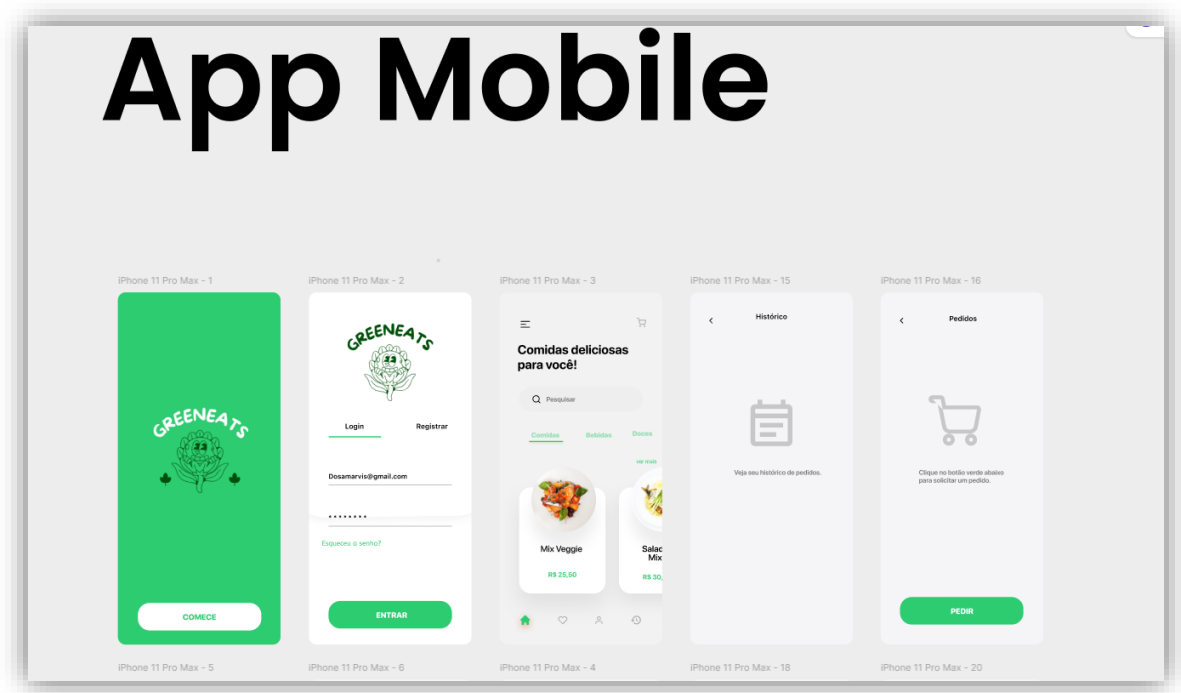 App Mobile
iPhone 11 Pro Max - 1
iPhone 11 Pro Max - 2
iPhone 11 Pro Max - 3
iPhone 11 Pro Max - 15
iPhone 11 Pro Max - 16
GREENEATS
COMECE
GREENEATS
Login
Registrar
Dosamarvis@gmail.com
Esqueceu a senha?
ENTRAR
Comidas deliciosas
para você!
Pesquisar
Comidas
Bebidas
Doces
ver mais
Mix Veggie
R$ 25,50
Salad
Mix
R$ 30,
Histórico
Veja seu histórico de pedidos.
Pedidos
Clique no botão verde abaixo
para solicitar um pedido.
PEDIR
iPhone 11 Pro Max - 5
iPhone 11 Pro Max - 6
iPhone 11 Pro Max - 4
iPhone 11 Pro Max - 18
iPhone 11 Pro Max - 20